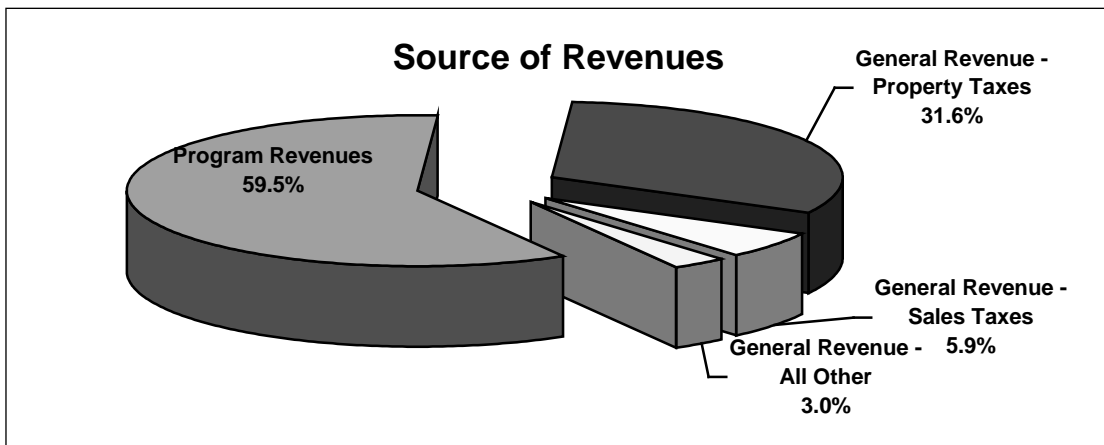 Source of Revenues
General Revenue -
Property Taxes
31.6%
Program Revenues
59.5%
General Revenue -
Sales Taxes
5.9%
General Revenue -
All Other
3.0%